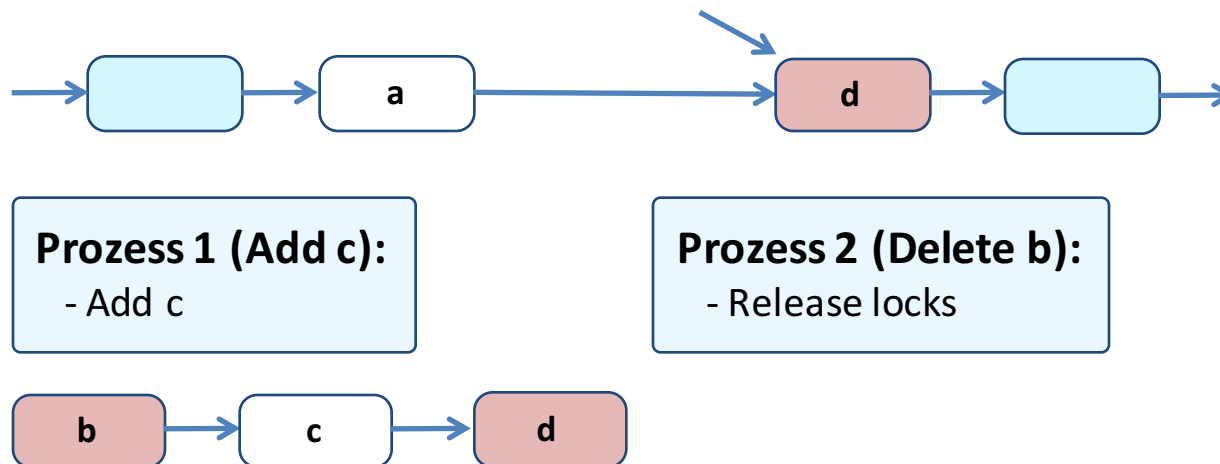 a
d
Prozess 1 (Add c):
- Add c
Prozess 2 (Delete b):
- Release locks
b
c
d